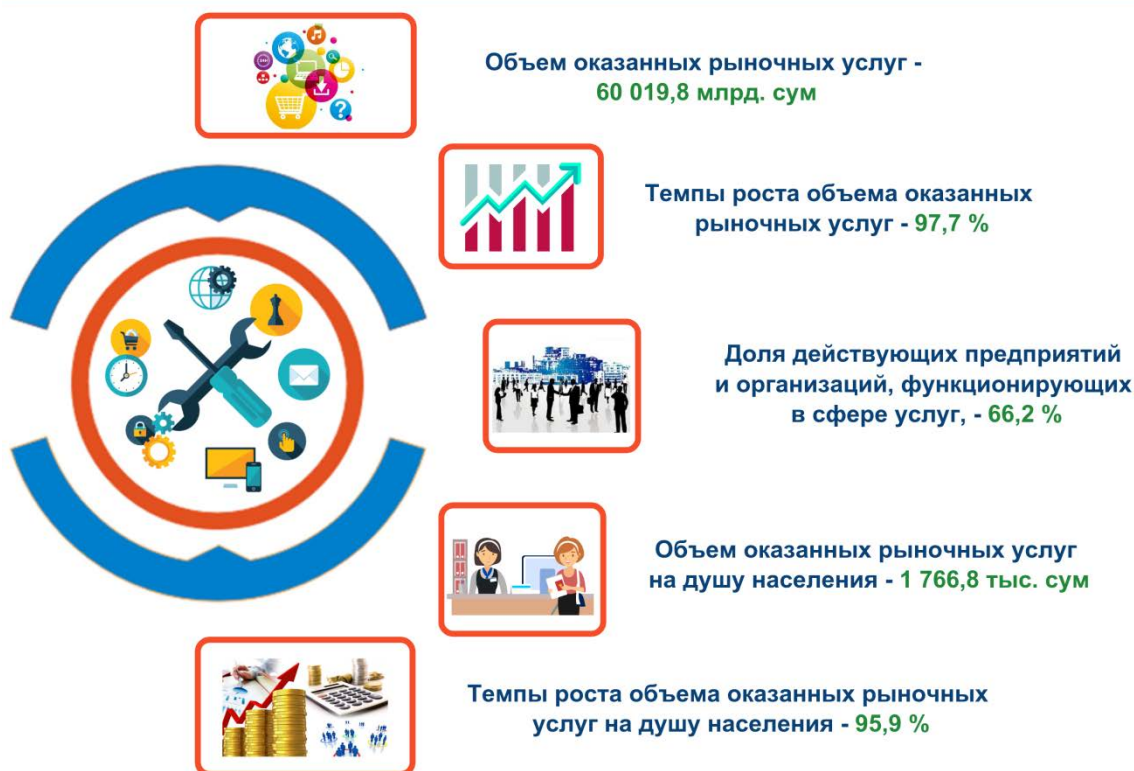 Объем оказанных рыночных услуг -
60 019,8 млрд. сум
Темпы роста объема оказанных
рыночных услуг - 97,7 %
Доля действующих предприятий
и организаций, функционирующих
в сфере услуг, - 66,2 %
Объем оказанных рыночных услуг
на душу населения - 1 766,8 тыс. сум
Темпы роста объема оказанных рыночных
услуг на душу населения - 95,9 %